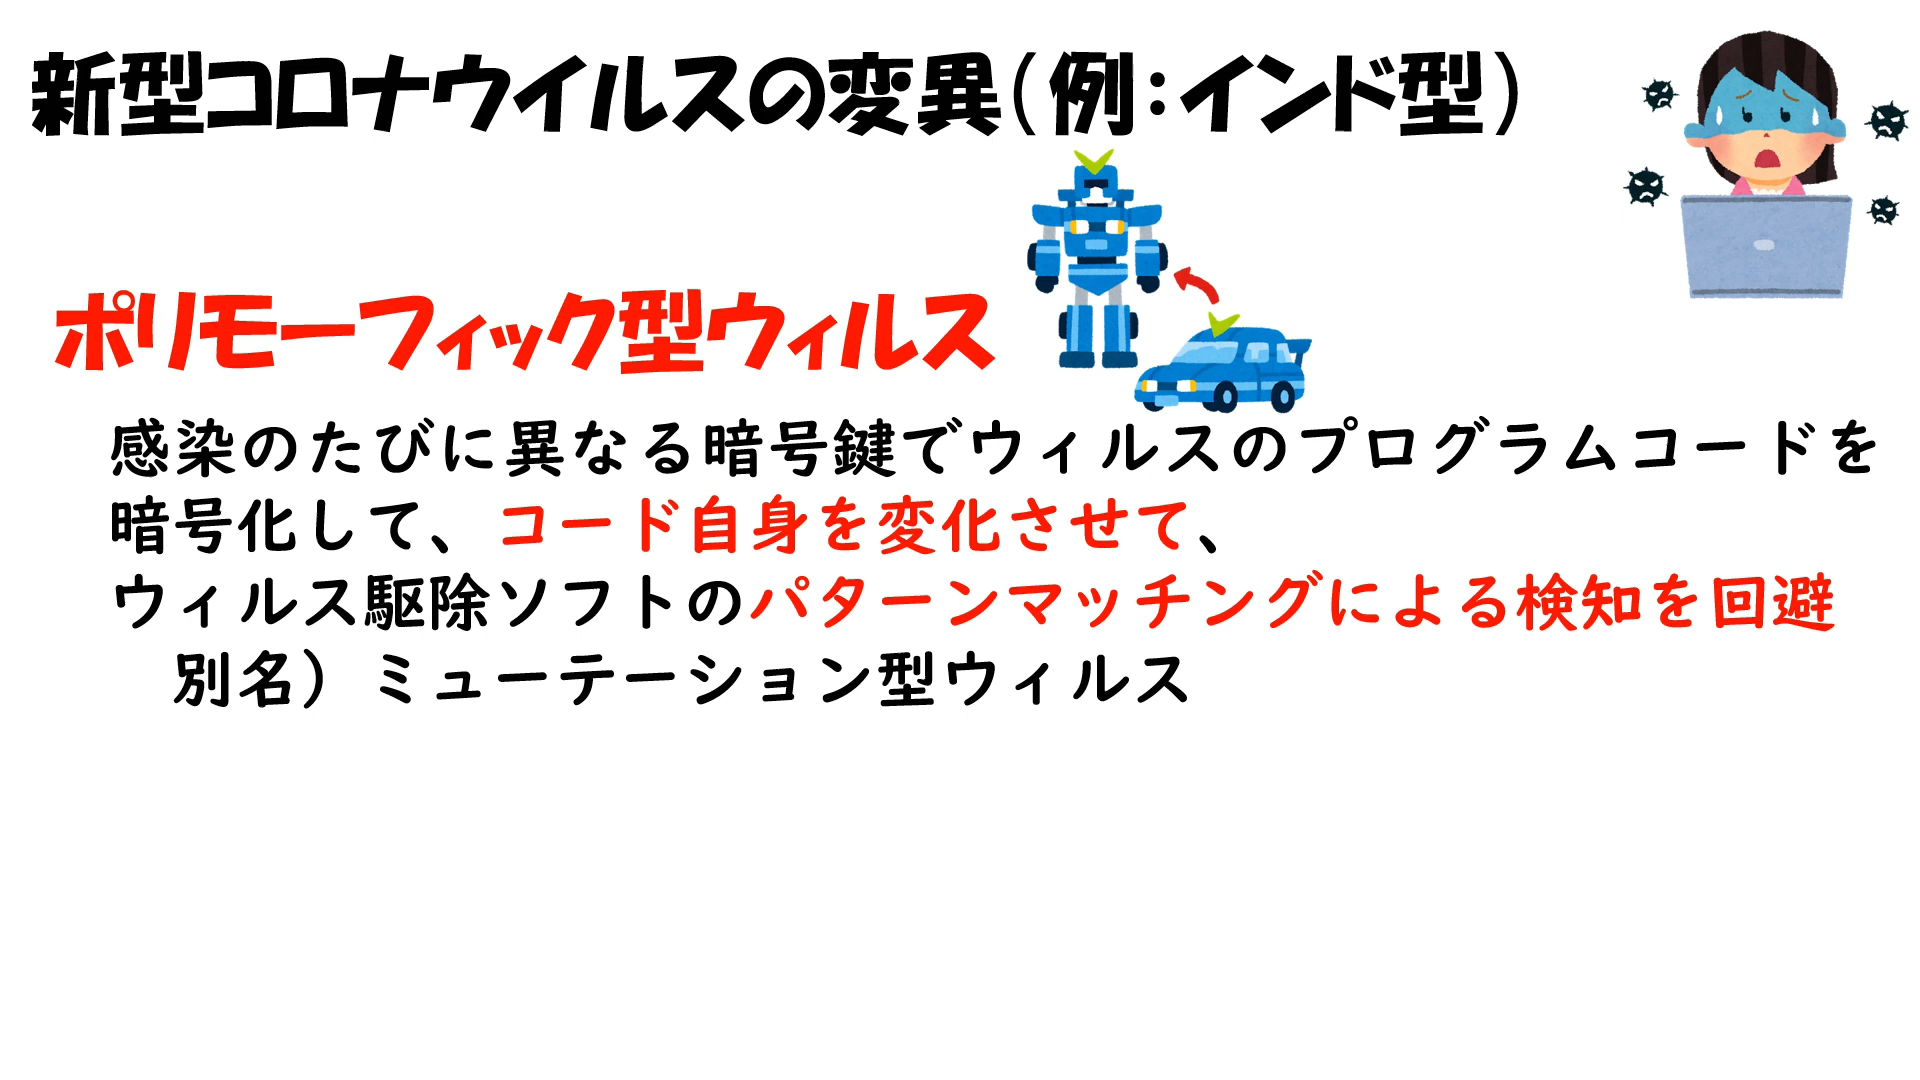 新型コロナウイルスの変異(例:インド型)
ポリモーフィック型ウィルス
感染のたびに異なる暗号鍵でウィルスのプログラムコードを
暗号化して、コード自身を変化させて、
ウィルス駆除ソフトのパターンマッチングによる検知を回避
別名)ミューテーション型ウィルス